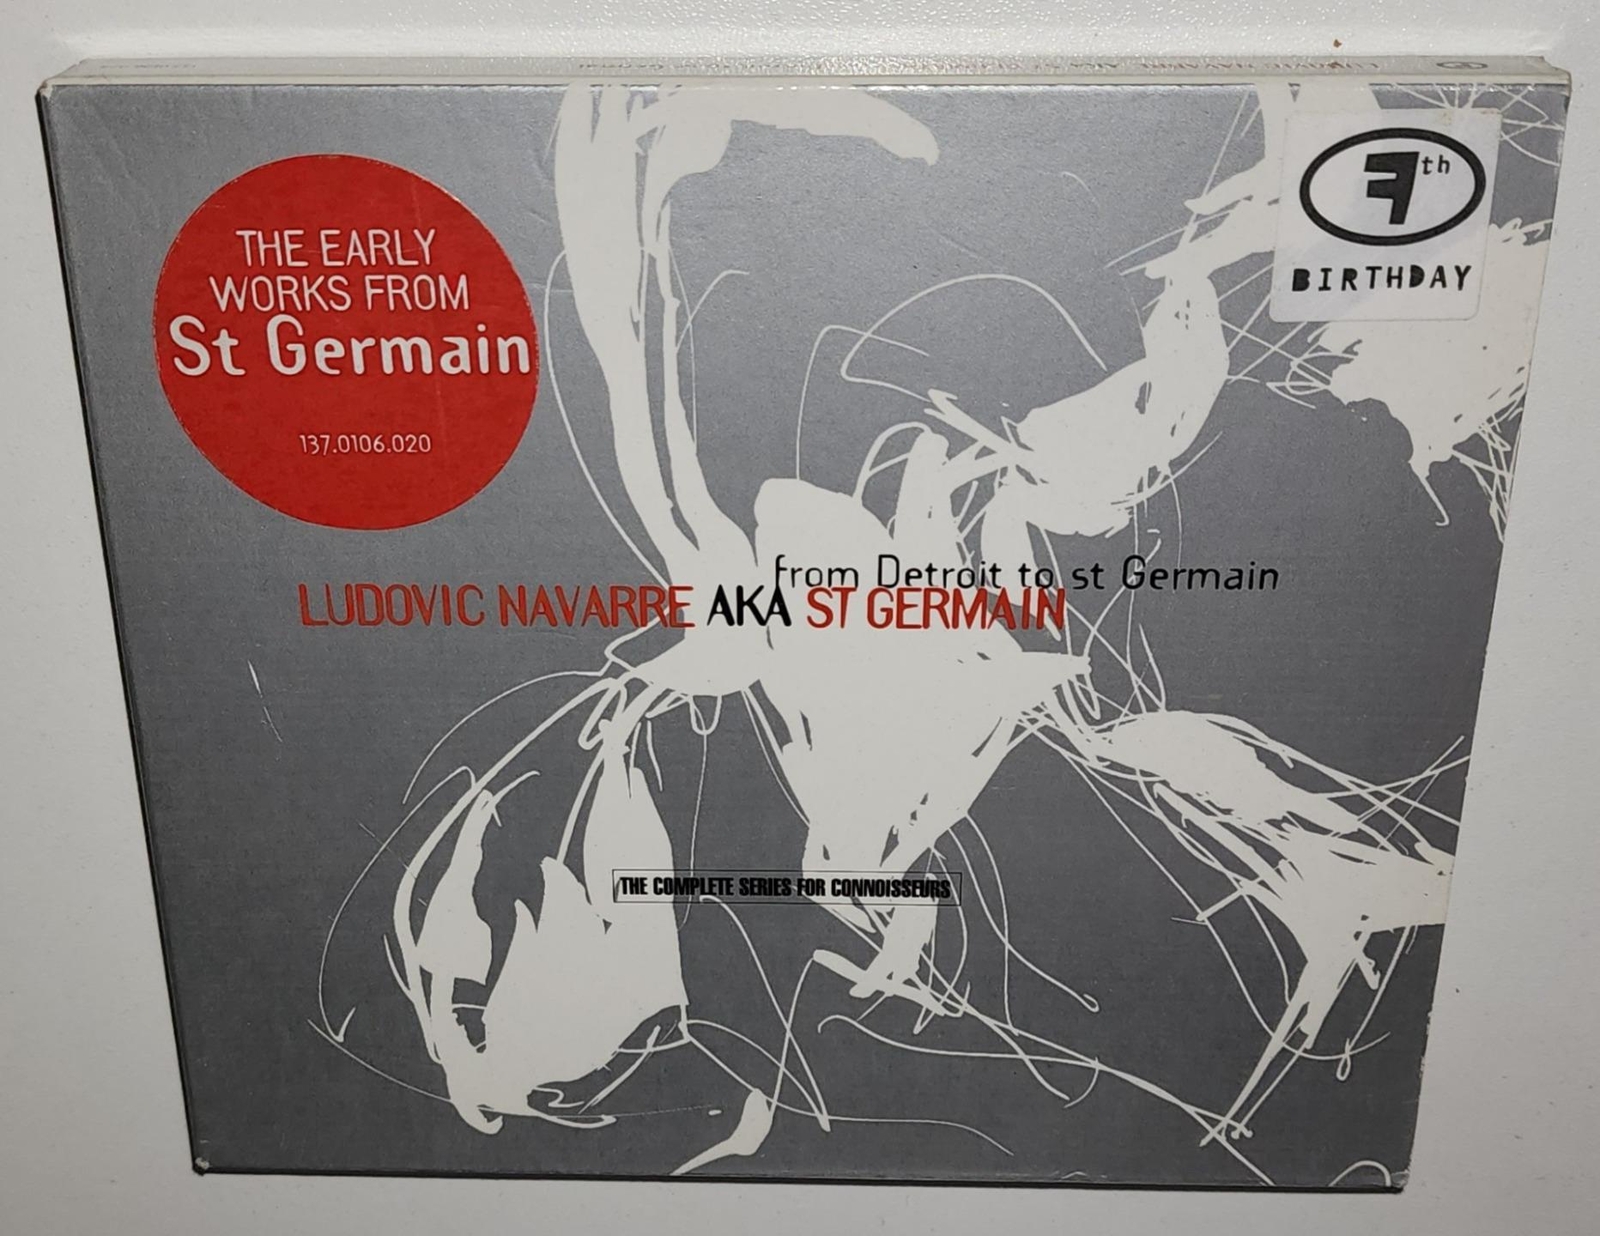 THE EARLY
WORKS FROM
St Germain
137.0106.020
F th
BIRTHDAY
from Detroit to st Germain
LUDOVIC NAVARRE AKA ST GERMAIN
THE COMPLETE SERIES FOR CONNOISSEURS